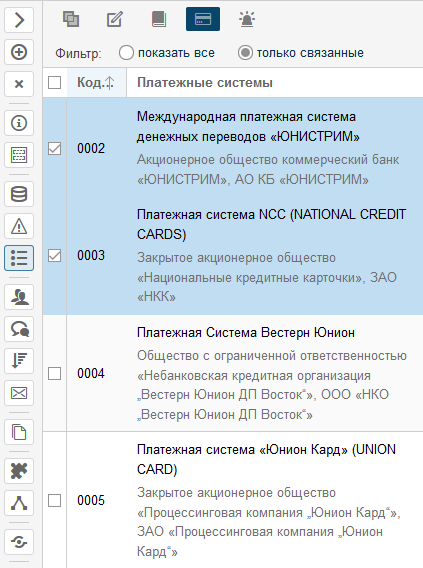 Фильтр: показать все только связанные
Код. Платежные системы
Международная платежная система
денежных переводов «ЮНИСТРИМ»
0002
Акционерное общество коммерческий банк
«ЮНИСТРИМ», АО КБ «ЮНИСТРИМ»
Платежная система NCC (NATIONAL CREDIT
CARDS)
0003
Закрытое акционерное общество
«Национальные кредитные карточки», ЗАО
«НКК»
Платежная Система Вестерн Юнион
Общество с ограниченной ответственностью
0004
«Небанковская кредитная организация
„Вестерн Юнион ДП Восток“», ООО «НКО
„Вестерн Юнион ДП Восток“»
Платежная система «Юнион Кард» (UNION
CARD)
0005
Закрытое акционерное общество
«Процессинговая компания „Юнион Кард“»,
ЗАО «Процессинговая компания „Юнион
Кард“»